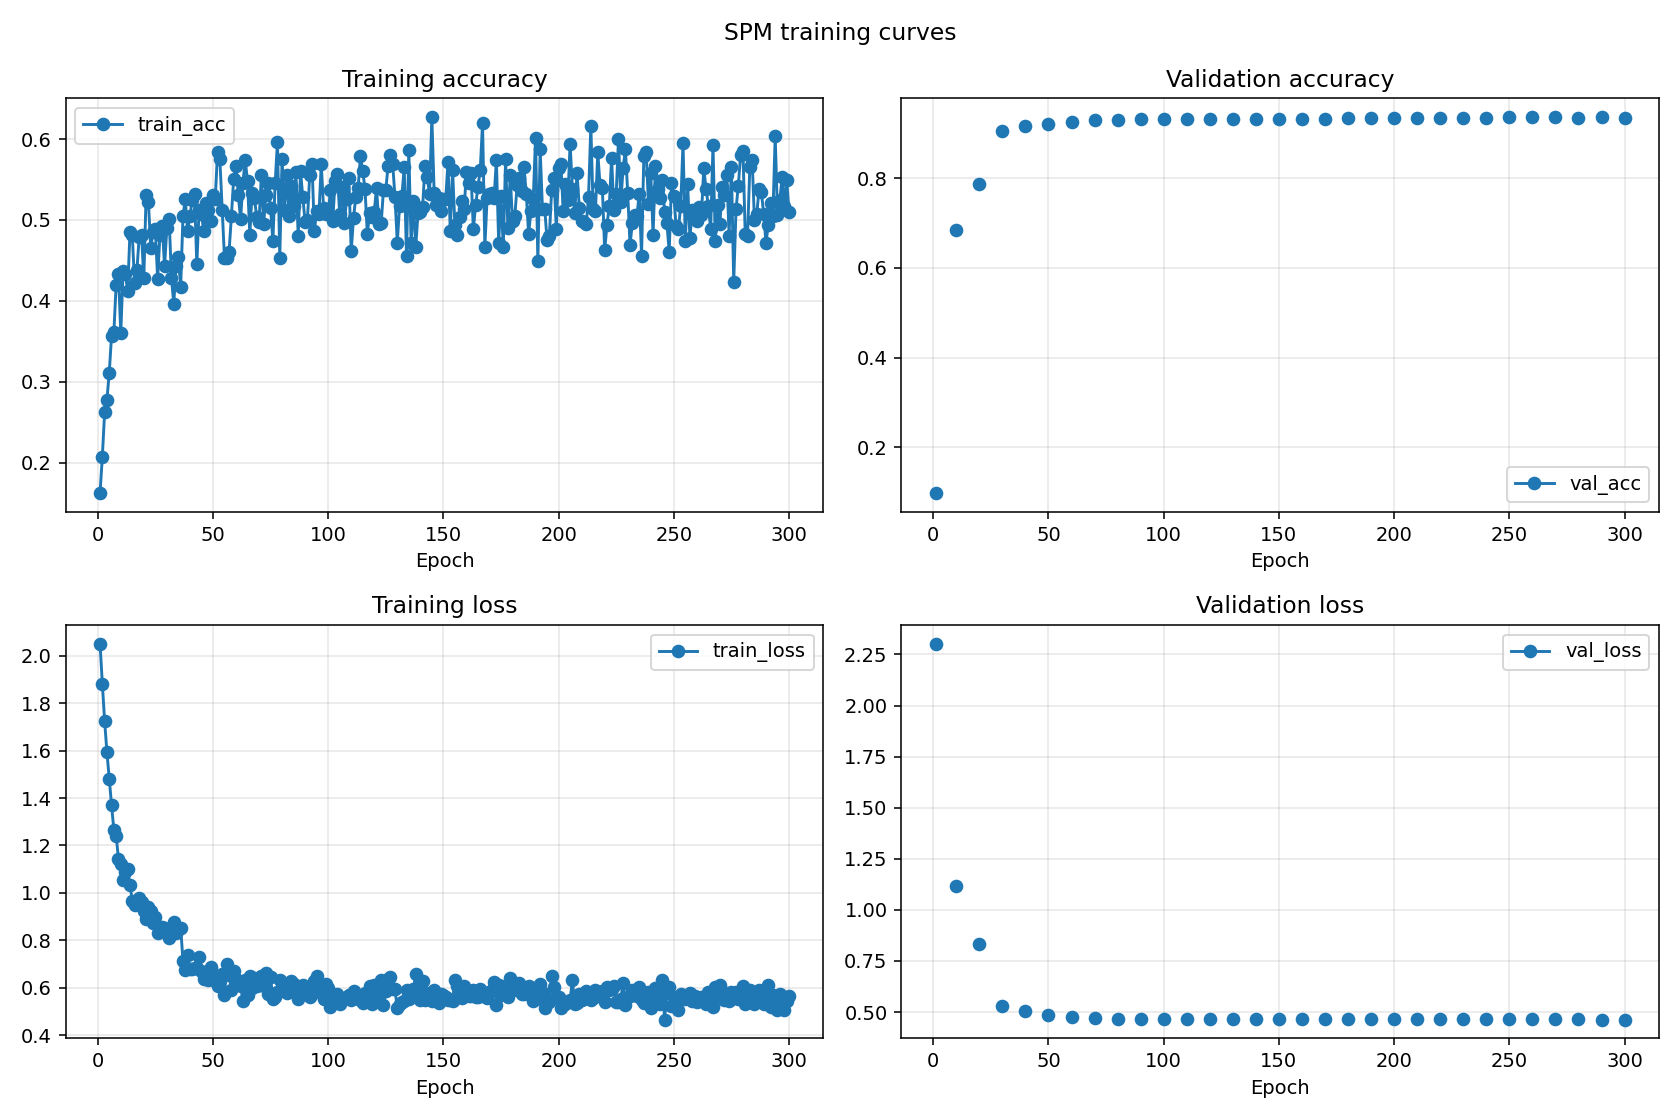 SPM training curves
Training accuracy
train_acc
0.6
0.5
0.4
0.3
0.2
0 50 100 150 200 250 300
Epoch
Validation accuracy
0.8
0.6
0.4
0.2
val_acc
0 50 100 150 200 250 300
Epoch
Training loss
train_loss
2.0
1.8
1.6
1.4
1.2
1.0
0.8
0.6
0.4
0 50 100 150 200 250 300
Epoch
Validation loss
val_loss
2.25
2.00
1.75
1.50
1.25
1.00
0.75
0.50
0 50 100 150 200 250 300
Epoch